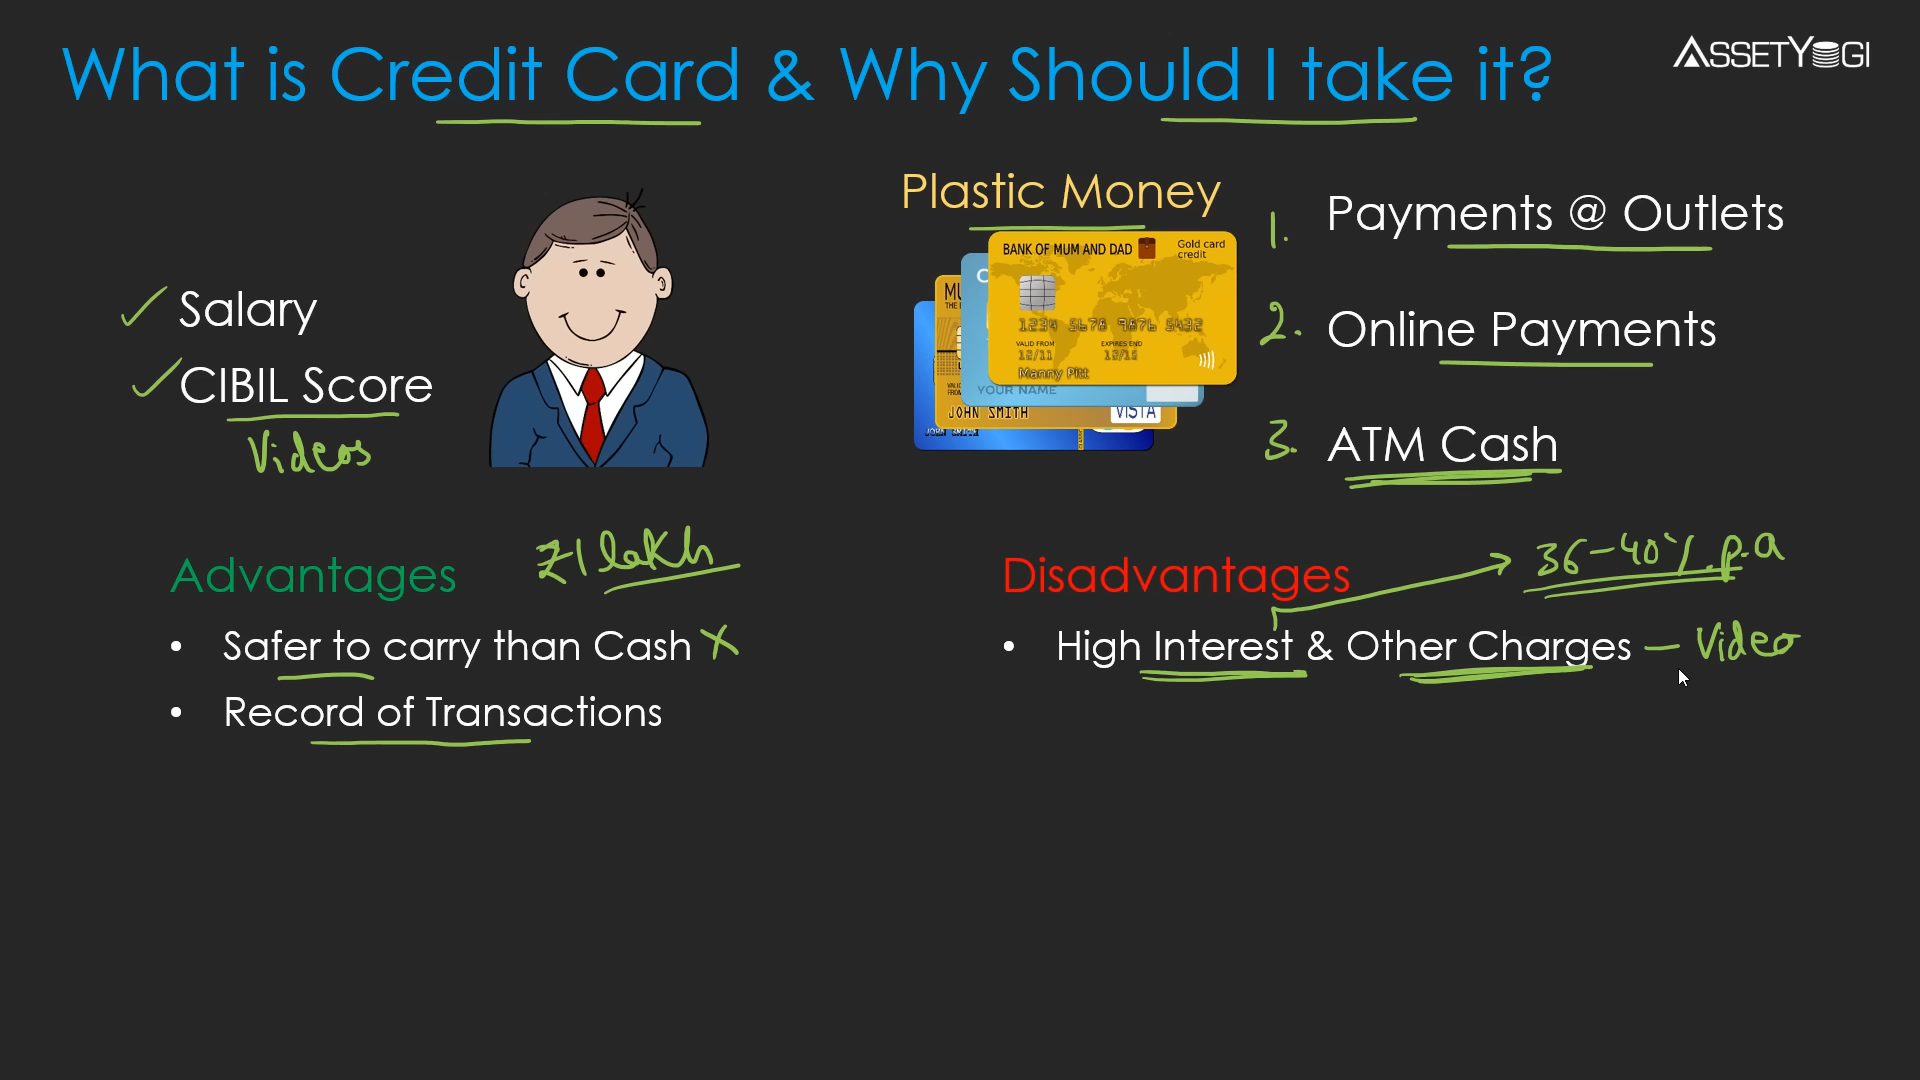 What is Credit Card & Why Should I take it?
ASSETYOGI
Salary
CIBIL Score
Videos
Plastic Money
BANK OF MUM AND DAD
Gold card
credit
1234 5678 9876 5432
VALID FROM
EXPIRES END
12/11
Manny Pitt
YOUR NAME
JOHN SMITH
VISTA
JOHN SMITH
1. Payments @ Outlets
2. Online Payments
3. ATM Cash
Advantages
₹1 lakh
• Safer to carry than Cash X
• Record of Transactions
Disadvantages
36-40% p.a
• High Interest & Other Charges - Video